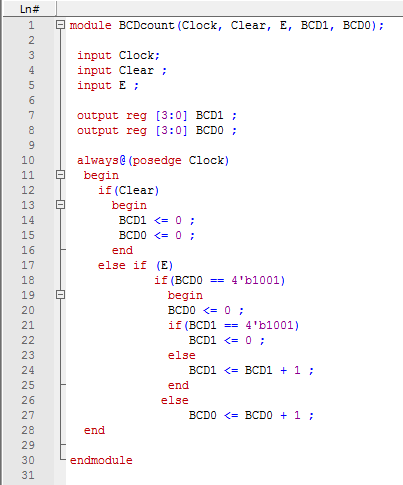 Ln#
1 module BCDcount(Clock, Clear, E, BCD1, BCD0);
2
3 input Clock;
4 input Clear ;
5 input E ;
6
7 output reg [3:0] BCD1 ;
8 output reg [3:0] BCD0 ;
9
10 always@(posedge Clock)
11 begin
12 if(Clear)
13 begin
14 BCD1 <= 0 ;
15 BCD0 <= 0 ;
16 end
17 else if (E)
18 if(BCD0 == 4'b1001)
19 begin
20 BCD0 <= 0 ;
21 if(BCD1 == 4'b1001)
22 BCD1 <= 0 ;
23 else
24 BCD1 <= BCD1 + 1 ;
25 end
26 else
27 BCD0 <= BCD0 + 1 ;
28 end
29
30 endmodule
31